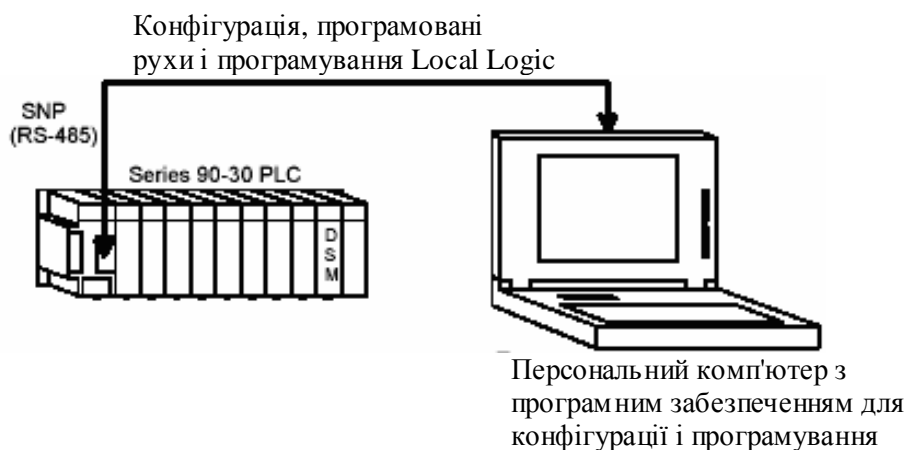 Конфігурація, програмовані
рухи і програмування Local Logic
SNP
(RS-485)
Series 90-30 PLC
D
S
M
Персональний комп'ютер з
програмним забезпеченням для
конфігурації і програмування